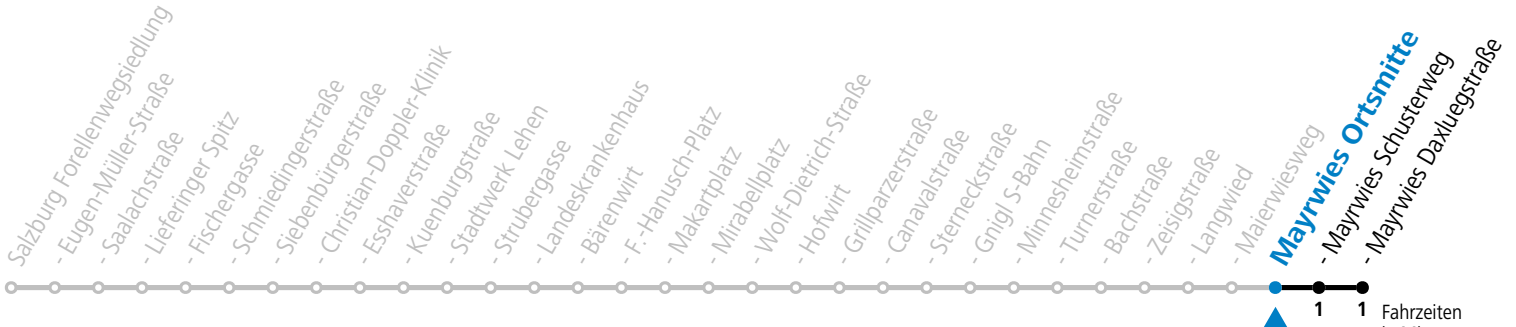 Salzburg Forellenwegsiedlung
- Eugen-Müller-Straße
- Saalachstraße
- Lieferinger Spitz
- Fischergasse
- Schmiedingerstraße
- Siebenbürgerstraße
- Christian-Doppler-Klinik
- Esshaverstraße
- Kuenburgstraße
- Stadtwerk Lehen
- Strubergasse
- Landeskrankenhaus
- Bärenwirt
- F.-Hanusch-Platz
- Makartplatz
- Mirabellplatz
- Wolf-Dietrich-Straße
- Hofwirt
- Grillparzerstraße
- Canavalstraße
- Sterneckstraße
- Gnigl S-Bahn
- Minnesheimstraße
- Turnerstraße
- Bachstraße
- Zeisigstraße
- Langwied
- Maierwiesweg
- Mayrwies Ortsmitte
- Mayrwies Schusterweg
- Mayrwies Daxluegstraße
1 1 Fahrzeiten